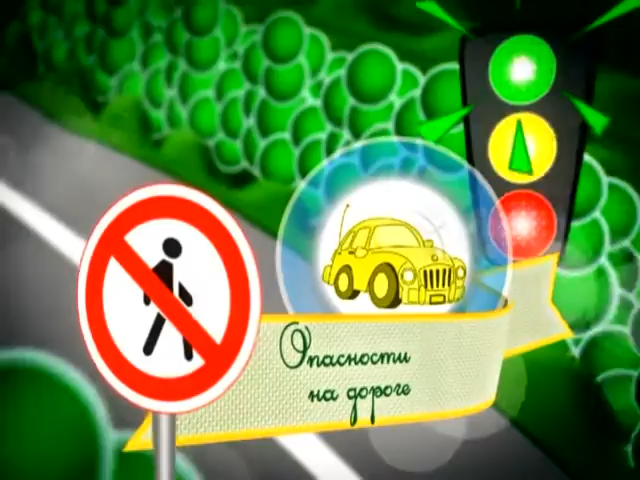 Опасности
на дороге